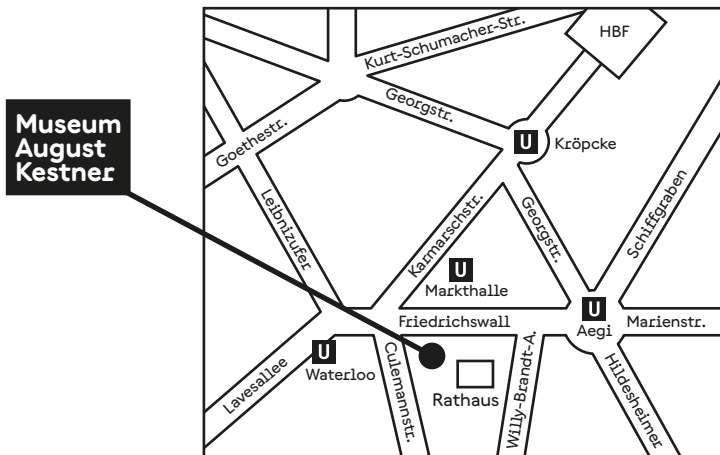 HBF
Kurt-Schumacher-Str.
Georgstr.
Museum
August
Kestner
Goethestr.
U Kröpcke
Leibnizufer
Karmarschstr.
Georgstr.
Schiffgraben
U
Markthalle
U
Aegi
Friedrichswall
Marienstr.
U
Waterloo
Lavesallee
Culemannstr.
Rathaus
Willy-Brandt-A.
Hildesheimer